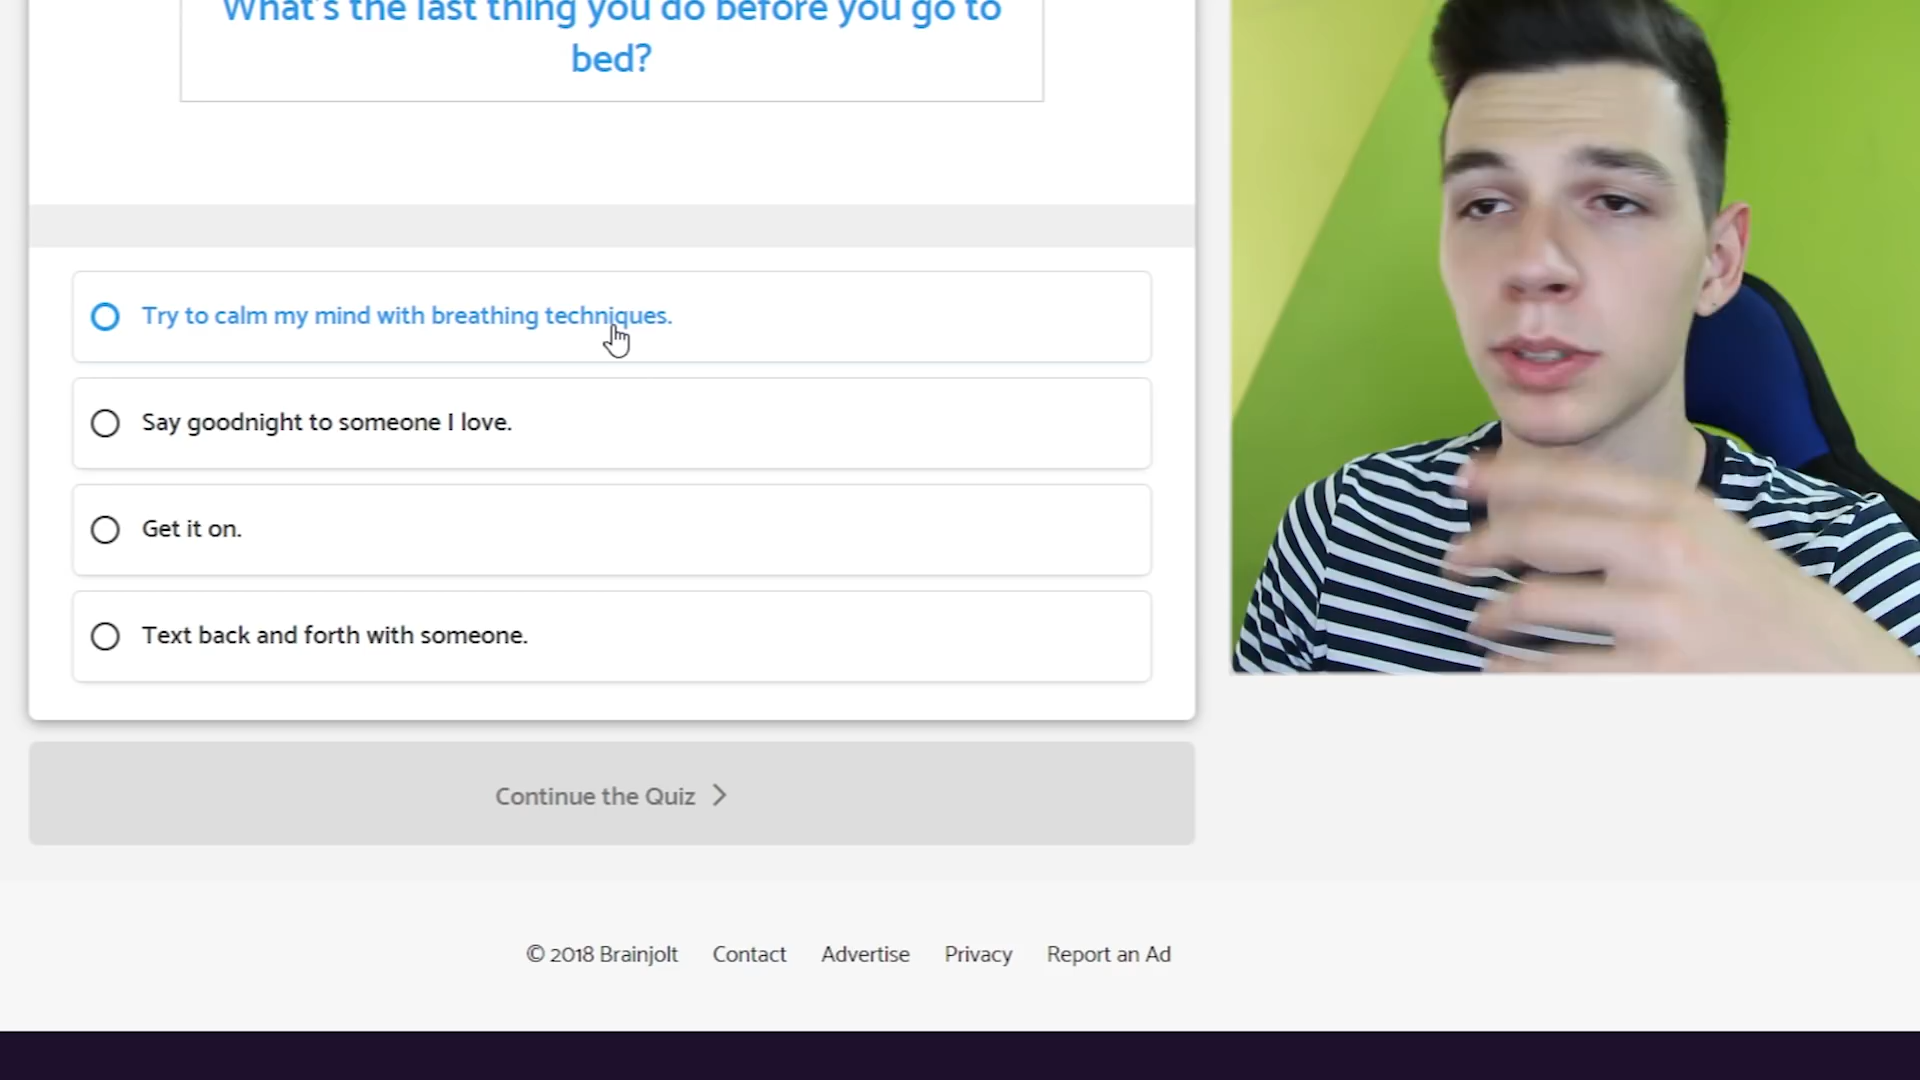 What's the last thing you do before you go to
bed?
Try to calm my mind with breathing techniques.
Say goodnight to someone I love.
Get it on.
Text back and forth with someone.
Continue the Quiz
© 2018 Brainjolt Contact Advertise Privacy Report an Ad